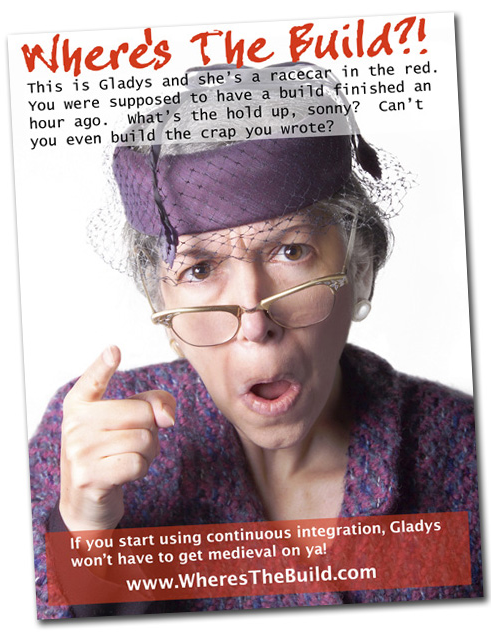 Where's The Build?!
This is Gladys and she's a racecar in the red.
You were supposed to have a build finished an
hour ago.  What's the hold up, sonny?  Can't
you even build the crap you wrote?
If you start using continuous integration, Gladys
won't have to get medieval on ya!
www.WheresTheBuild.com